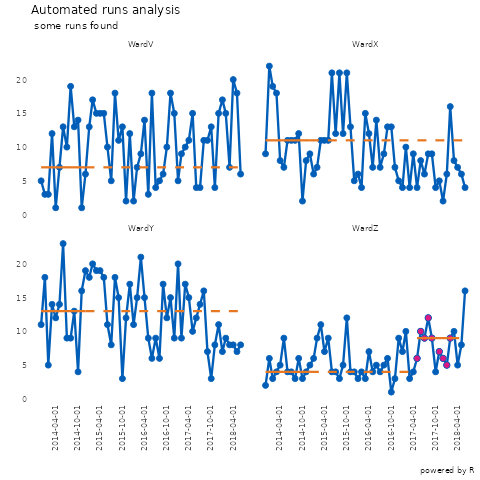 Automated runs analysis
some runs found
WardV WardX
20
15
10
5
0
WardY WardZ
20
15
10
5
0
2014-04-01 2014-10-01 2015-04-01 2015-10-01 2016-04-01 2016-10-01 2017-04-01 2017-10-01 2018-04-01 2014-04-01 2014-10-01 2015-04-01 2015-10-01 2016-04-01 2016-10-01 2017-04-01 2017-10-01 2018-04-01
powered by R